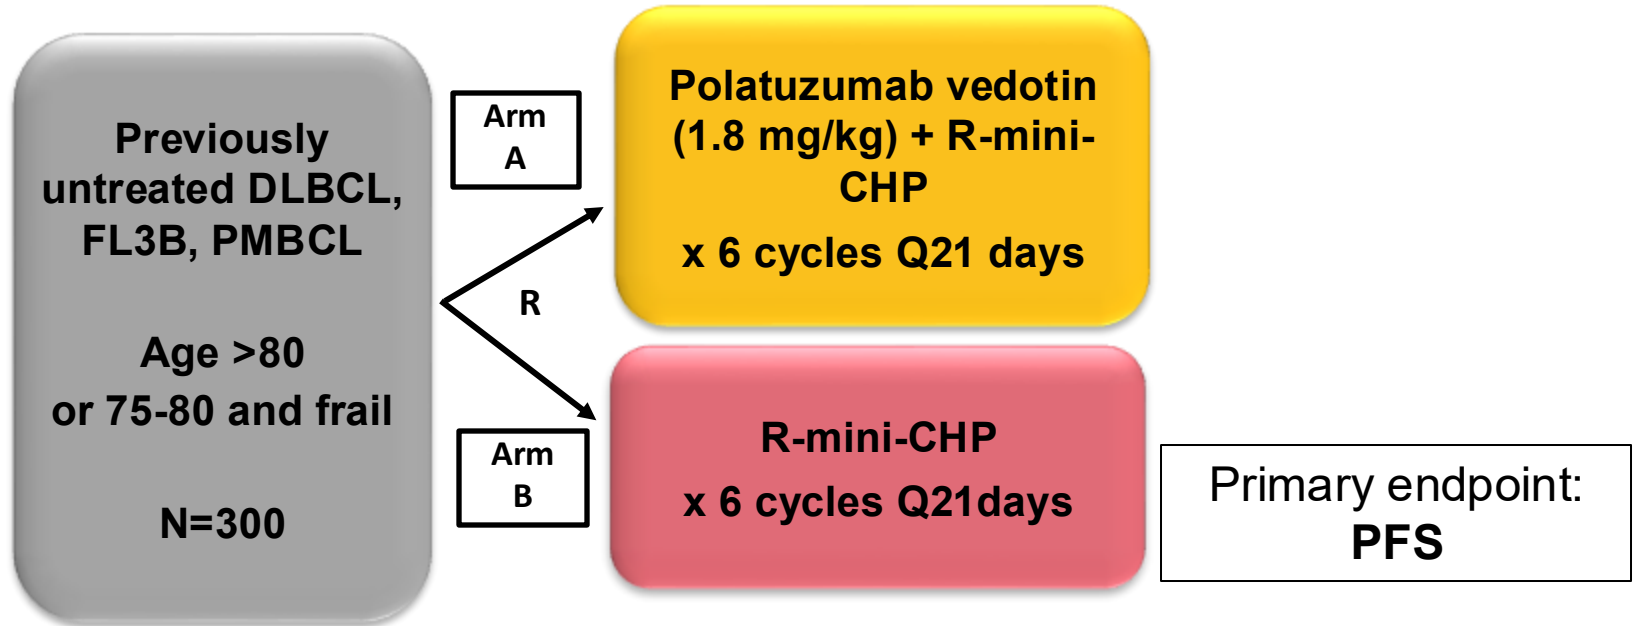 Previously
untreated DLBCL,
FL3B, PMBCL
Age >80
or 75-80 and frail
N=300
Arm
A
R
Arm
B
Polatuzumab vedotin
(1.8 mg/kg) + R-mini-
CHP
x 6 cycles Q21 days
R-mini-CHP
x 6 cycles Q21days
Primary endpoint:
PFS